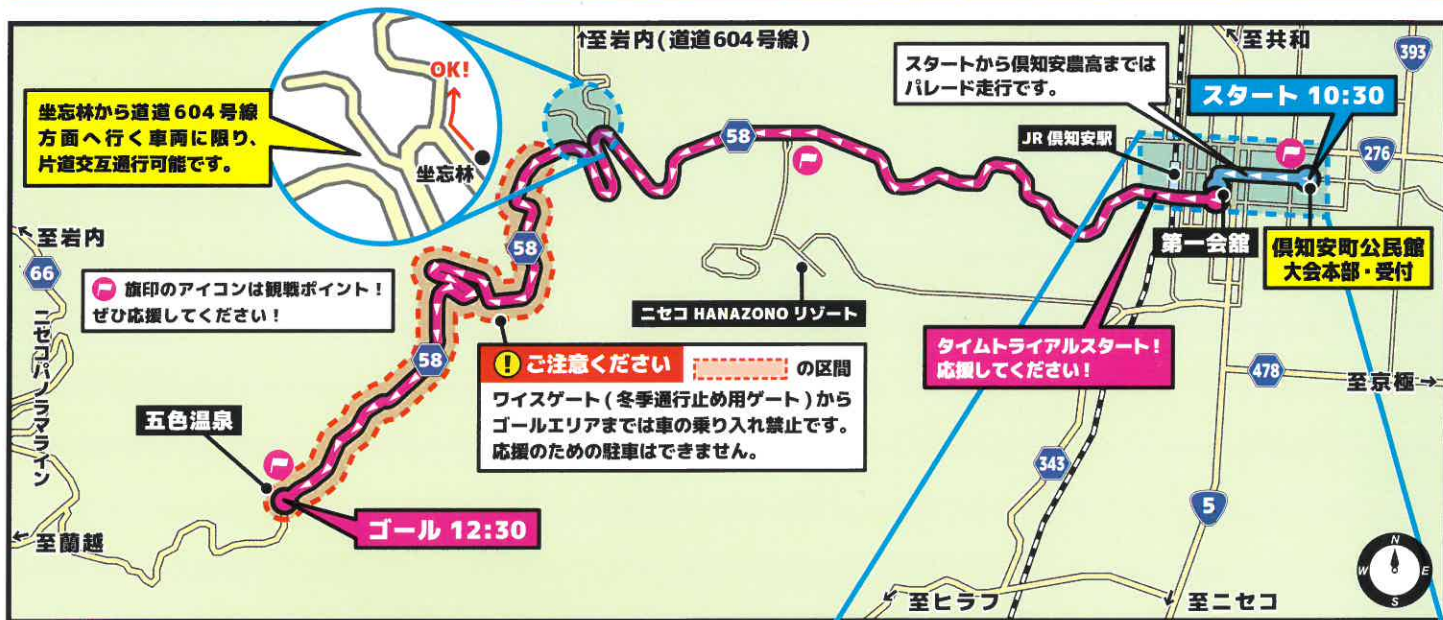 ↑至岩内(道道604号線)
至共和
393
OK!
坐忘林から道道604号線
方面へ行く車両に限り、
片道交互通行可能です。
坐忘林
スタートから倶知安農高までは
パレード走行です。
スタート 10:30
58
JR 倶知安駅
276
至岩内
66
ニセコパノラマライン
58
第一会舘
倶知安町公民館
大会本部・受付
旗印のアイコンは観戦ポイント!
ぜひ応援してください!
ニセコ HANAZONO リゾート
タイムトライアルスタート!
応援してください!
58
! ご注意ください の区間
ワイスゲート(冬季通行止め用ゲート)から
ゴールエリアまでは車の乗り入れ禁止です。
応援のための駐車はできません。
478
至京極→
五色温泉
343
5
ゴール 12:30
至蘭越
至ヒラフ
至ニセコ
N
W
E
S